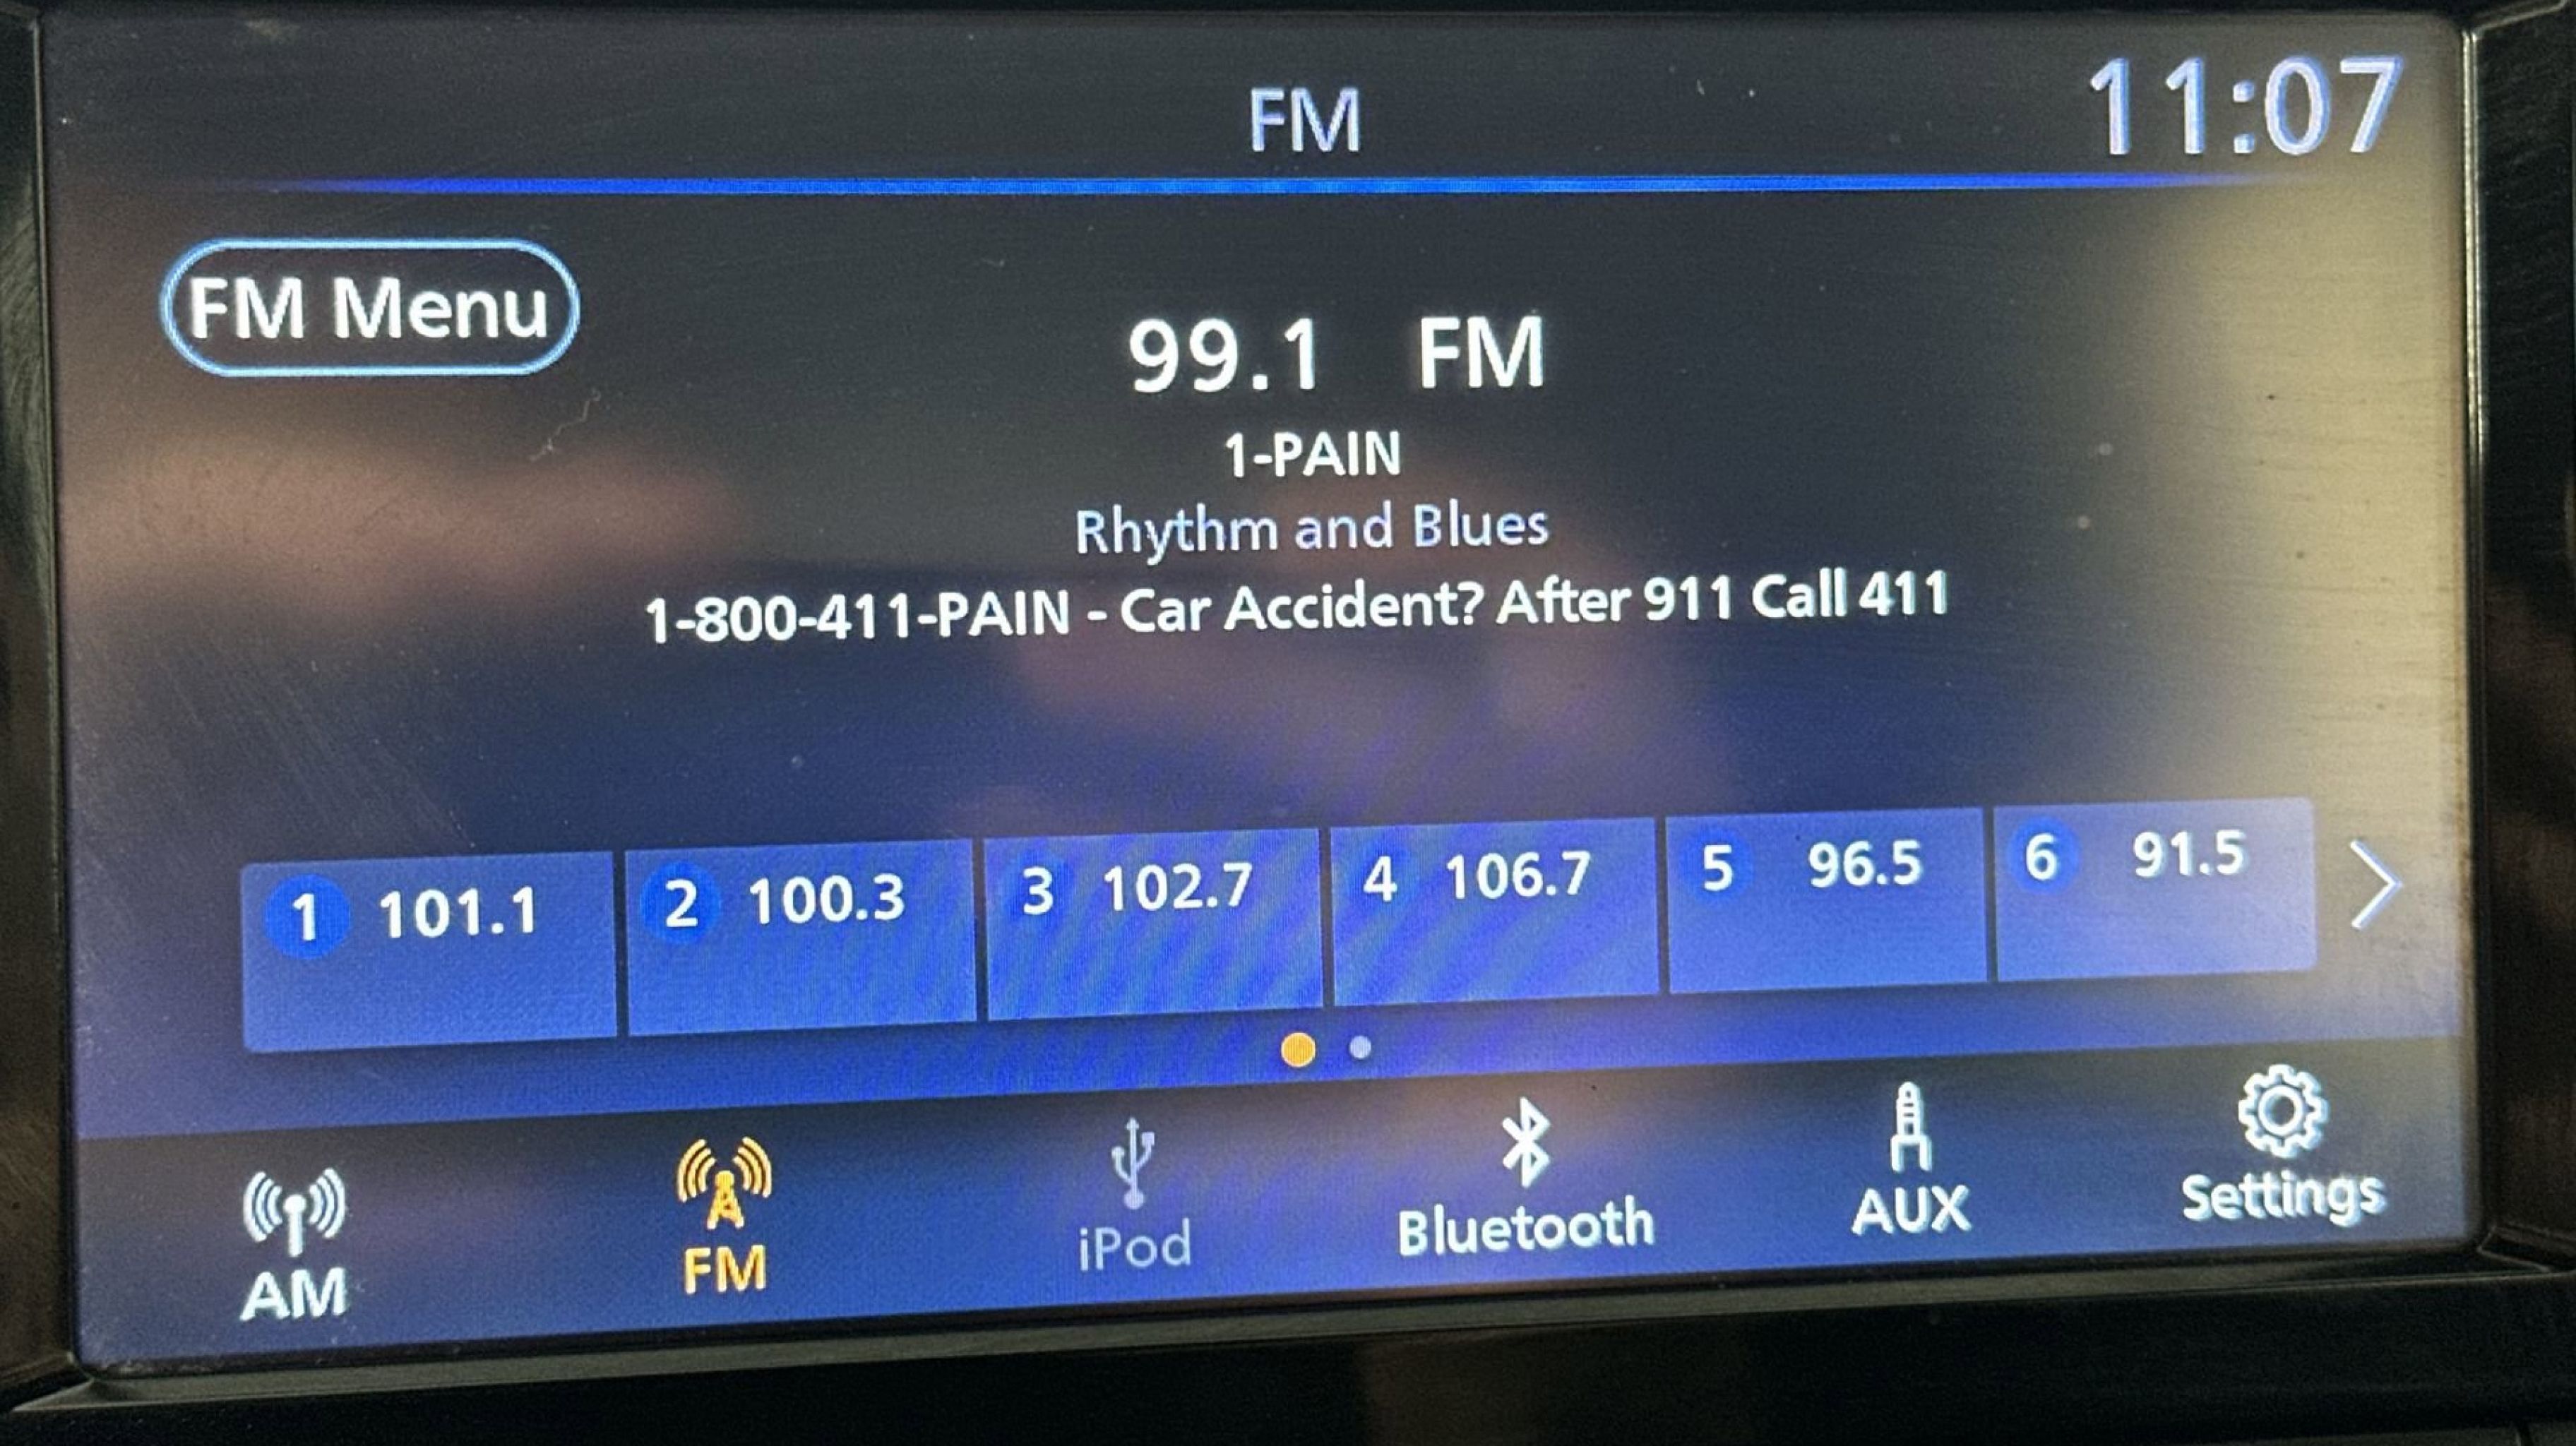 FM
11:07
FM Menu
99.1 FM
1-PAIN
Rhythm and Blues
1-800-411-PAIN - Car Accident? After 911 Call 411
1 101.1
2 100.3
3 102.7
4 106.7
5 96.5
6 91.5
AM
FM
iPod
Bluetooth
AUX
Settings